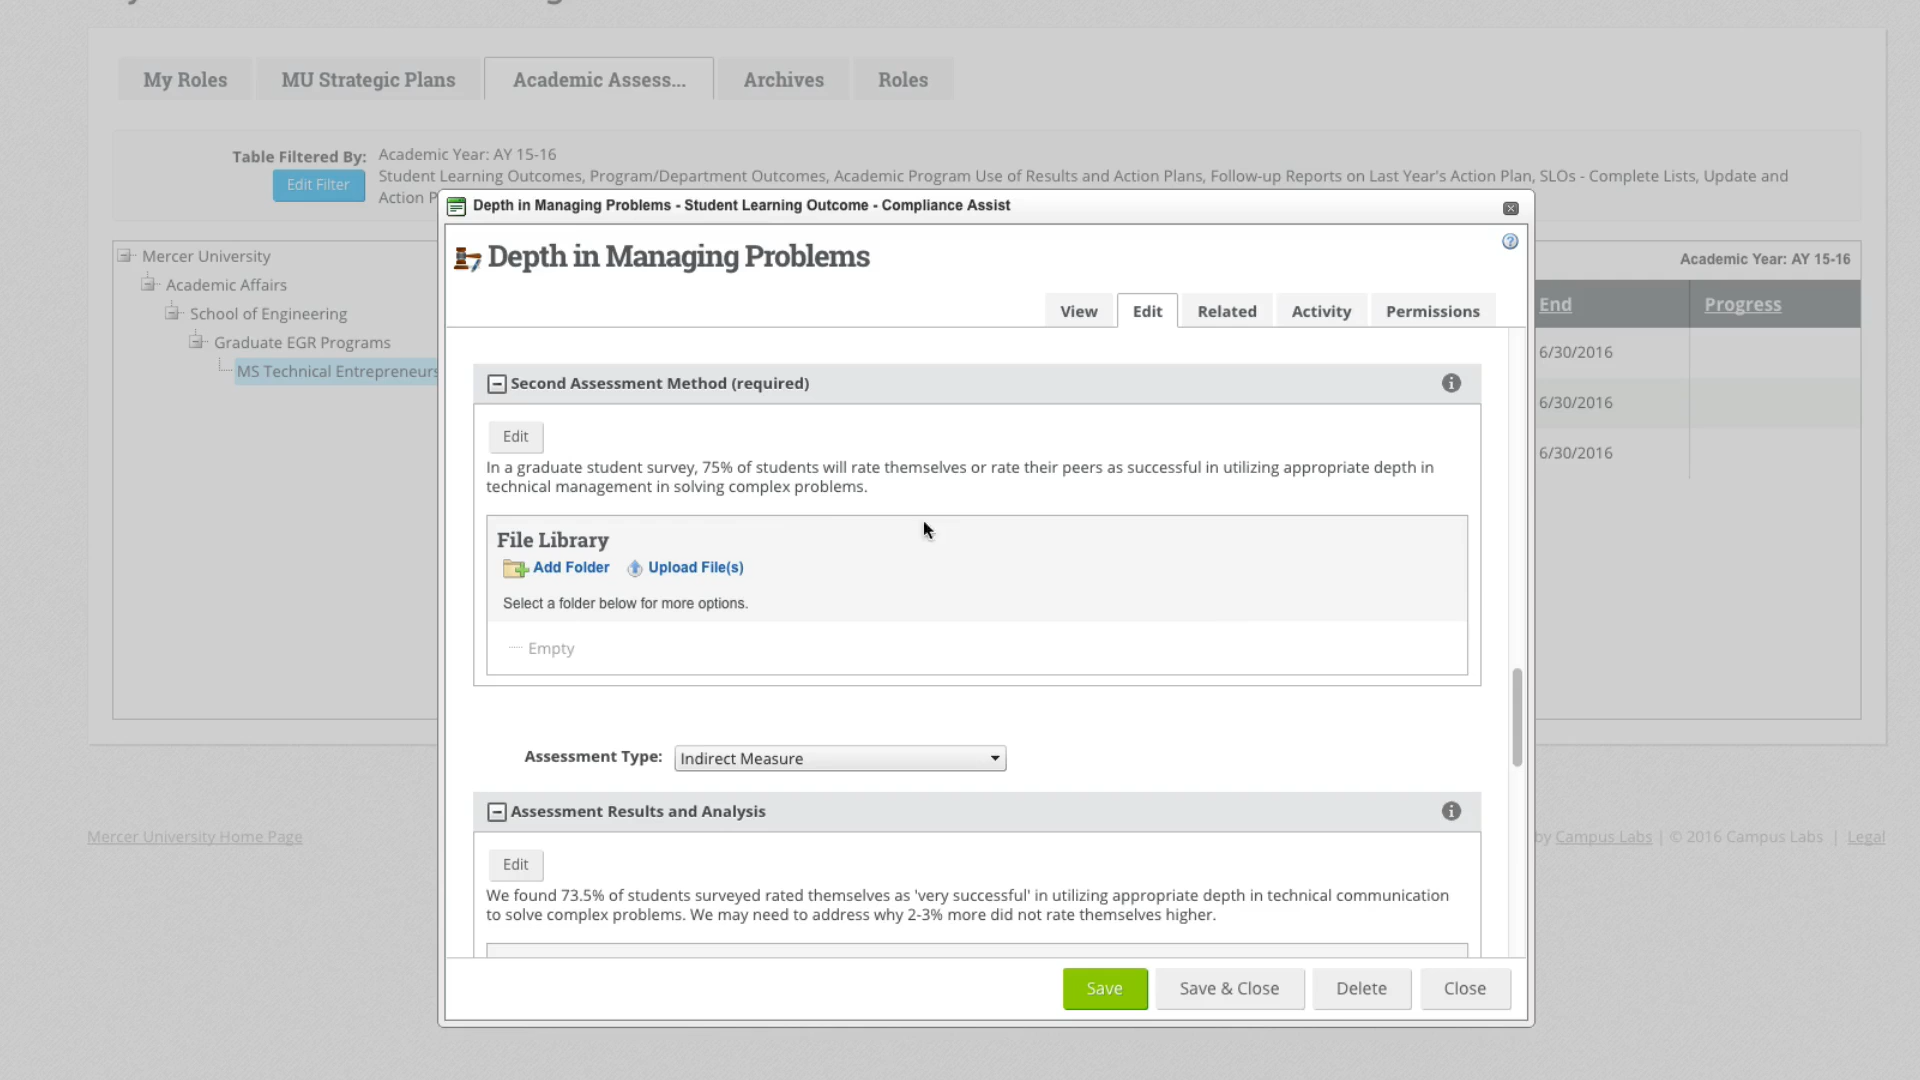 My Roles
MU Strategic Plans
Academic Assess...
Archives
Roles
Table Filtered By:
Academic Year: AY 15-16
Edit Filter
Student Learning Outcomes, Program/Department Outcomes, Academic Program Use of Results and Action Plans, Follow-up Reports on Last Year's Action Plan, SLOs - Complete Lists, Update and
Action P
Depth in Managing Problems - Student Learning Outcome - Compliance Assist
Mercer University
Academic Affairs
School of Engineering
Graduate EGR Programs
MS Technical Entrepreneurs
Depth in Managing Problems
View
Edit
Related
Activity
Permissions
Academic Year: AY 15-16
End
Progress
6/30/2016
6/30/2016
6/30/2016
Second Assessment Method (required)
Edit
In a graduate student survey, 75% of students will rate themselves or rate their peers as successful in utilizing appropriate depth in
technical management in solving complex problems.
File Library
Add Folder
Upload File(s)
Select a folder below for more options.
Empty
Assessment Type:
Indirect Measure
Assessment Results and Analysis
Edit
We found 73.5% of students surveyed rated themselves as 'very successful' in utilizing appropriate depth in technical communication
to solve complex problems. We may need to address why 2-3% more did not rate themselves higher.
Save
Save & Close
Delete
Close
Mercer University Home Page
by Campus Labs | © 2016 Campus Labs | Legal